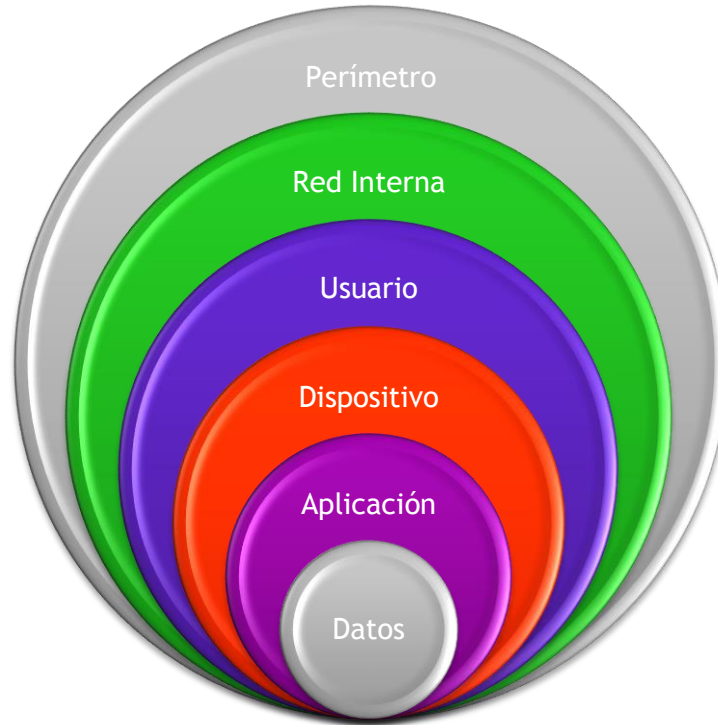 Perímetro
Red Interna
Usuario
Dispositivo
Aplicación
Datos